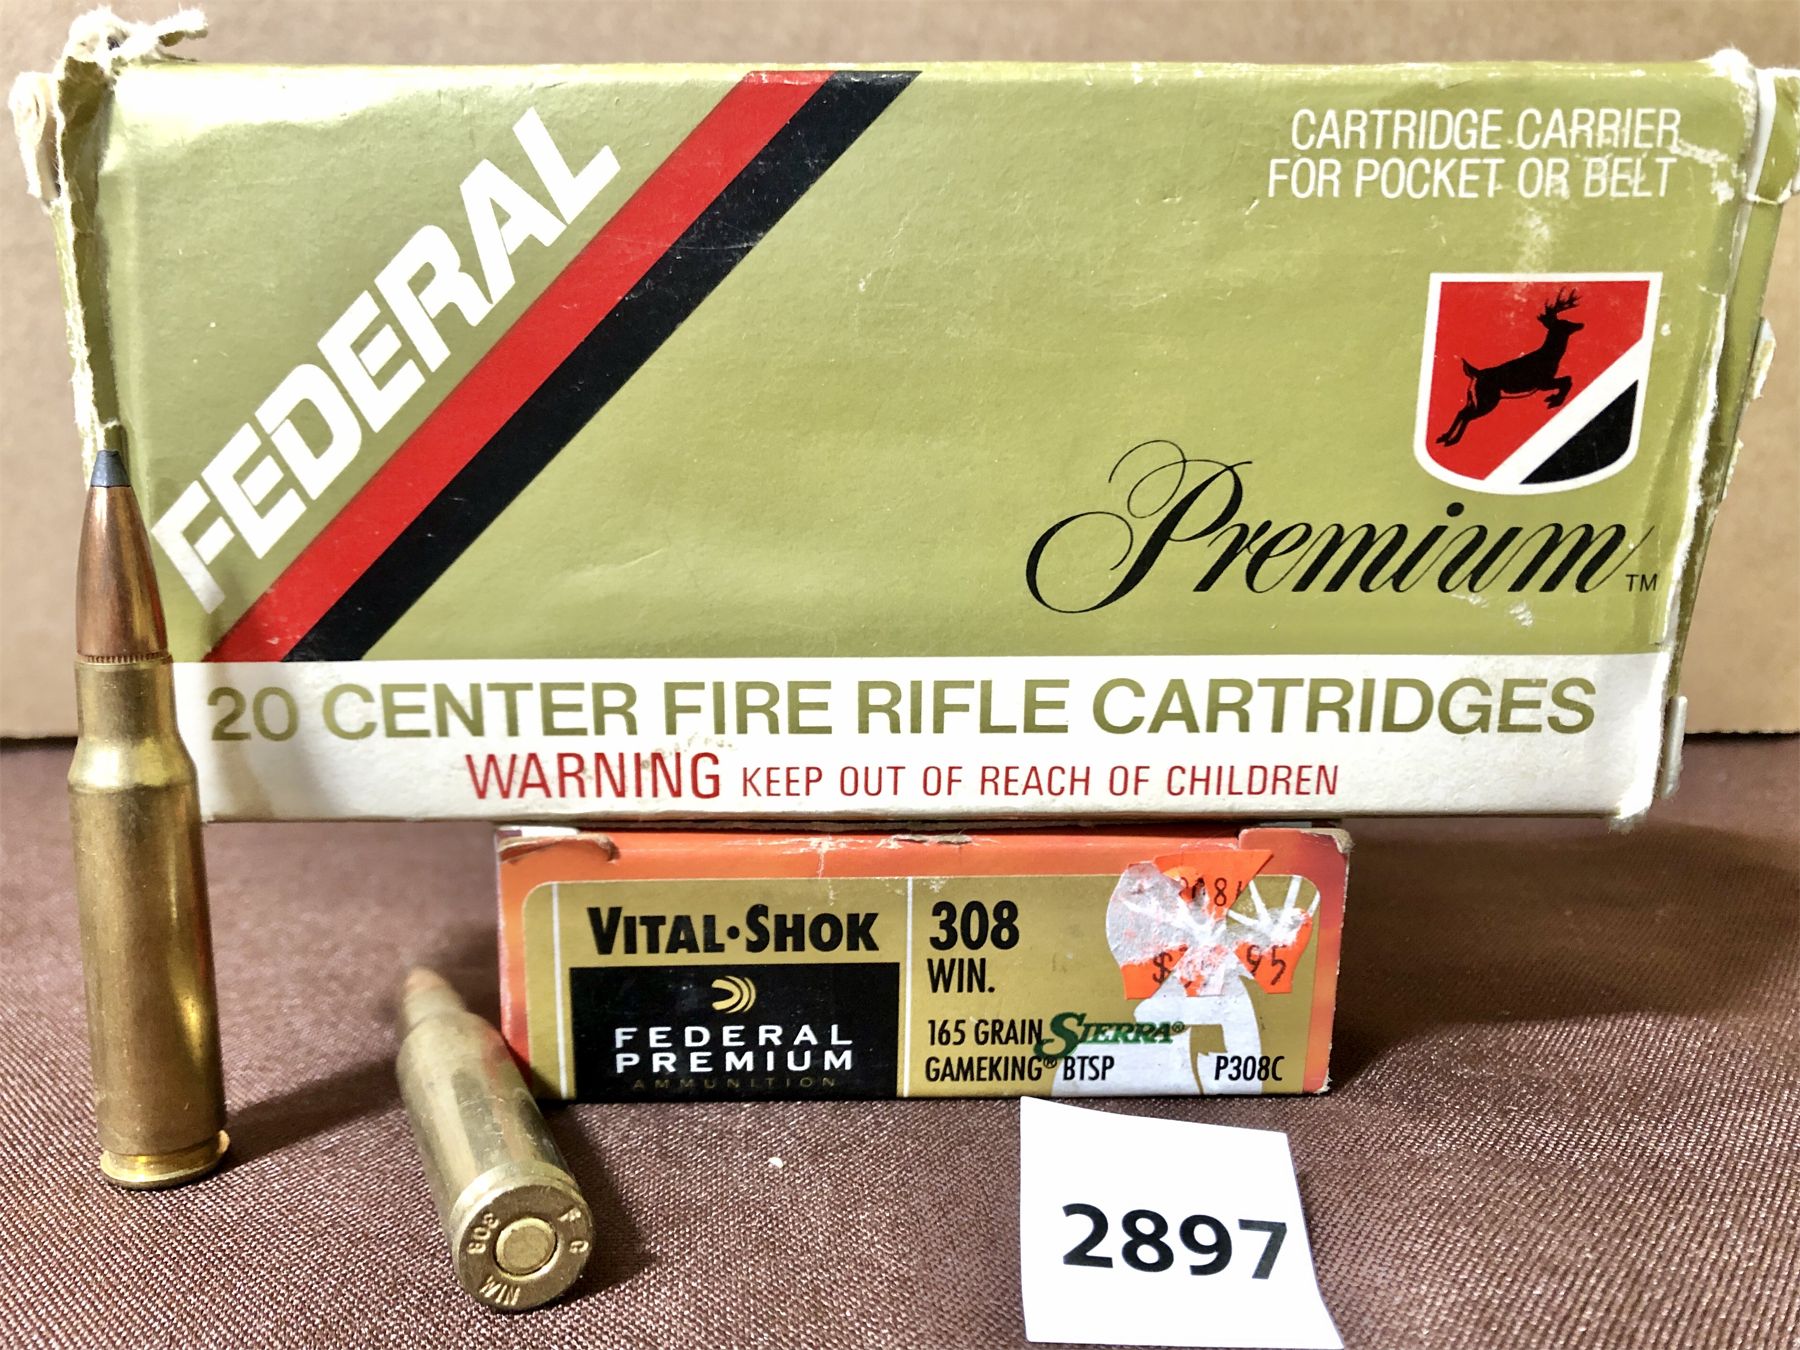 FEDERAL
CARTRIDGE CARRIER
FOR POCKET OR BELT
Premium™
20 CENTER FIRE RIFLE CARTRIDGES
WARNING KEEP OUT OF REACH OF CHILDREN
VITAL•SHOK
FEDERAL
PREMIUM
AMMUNITION
308
WIN.
165 GRAIN SIERRA®
GAMEKING® BTSP
P308C
95
F C
308
WIN
2897